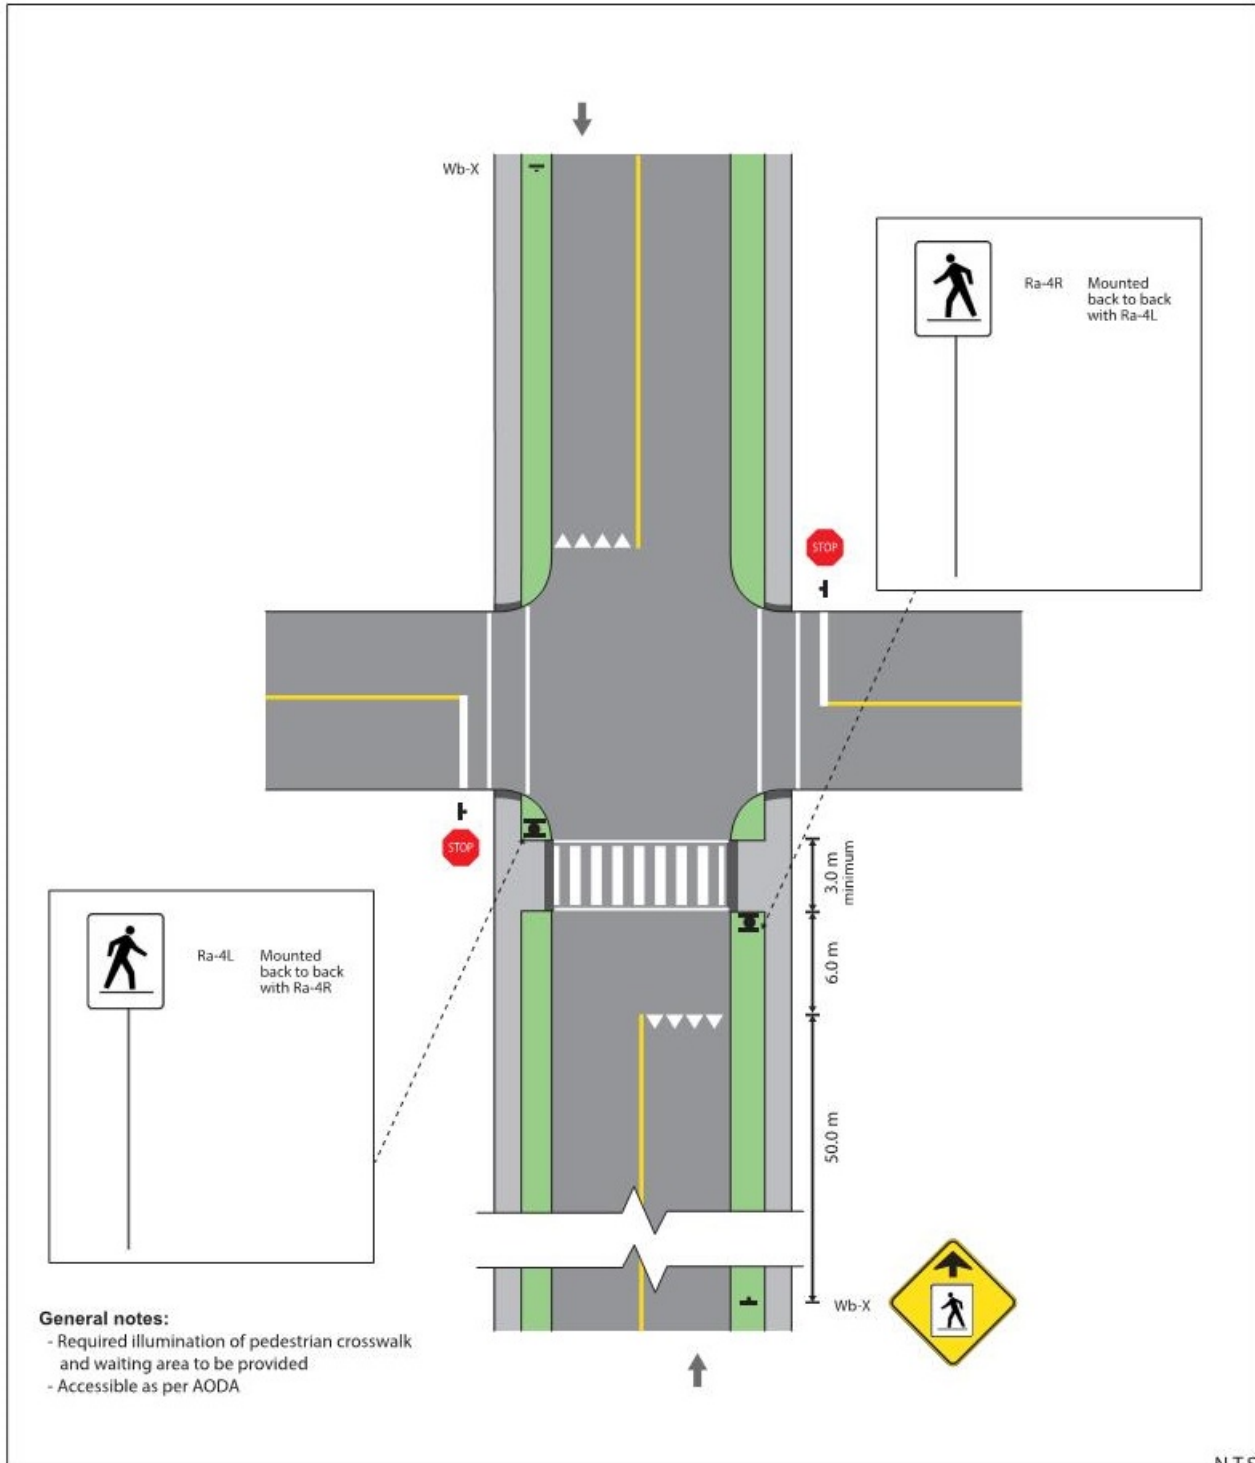 Wb-X
Ra-4R Mounted
back to back
with Ra-4L
STOP
STOP
3.0 m
minimum
Ra-4L Mounted
back to back
with Ra-4R
6.0 m
50.0 m
Wb-X
General notes:
- Required illumination of pedestrian crosswalk
and waiting area to be provided
- Accessible as per AODA